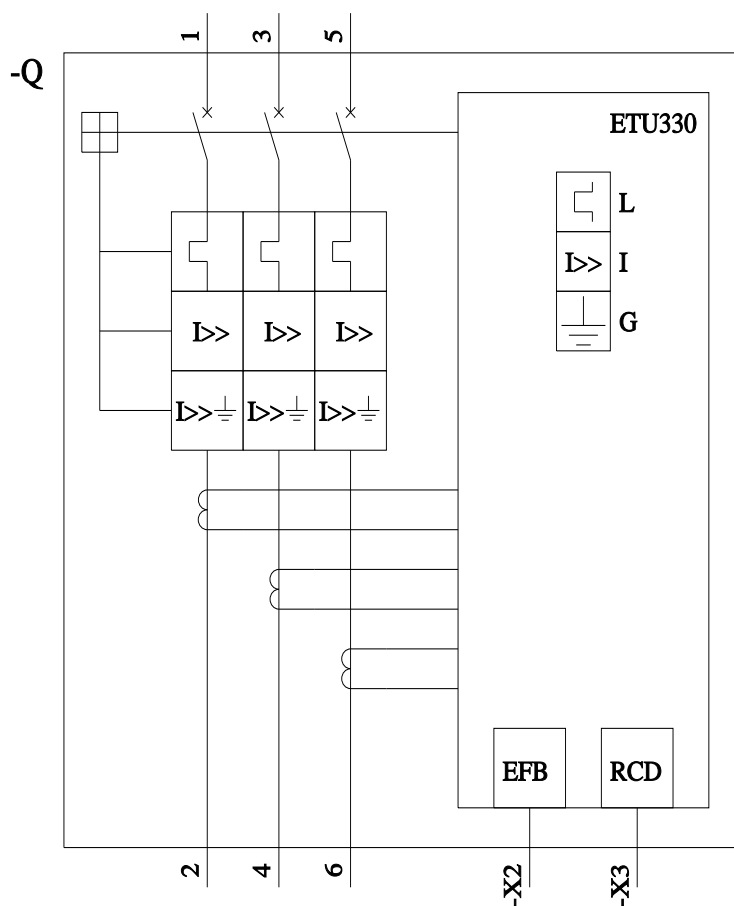 1 3 5
-Q
ETU330
L
I>> I
G
I>> I>> I>>
I>> I>> I>>
EFB RCD
2 4 6 -X2 -X3